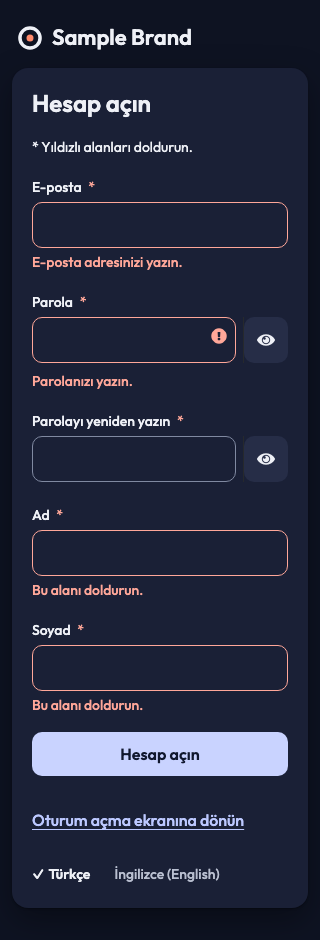 Sample Brand
Hesap açın
* Yıldızlı alanları doldurun.
E-posta *
E-posta adresinizi yazın.
Parola *
Parolanızı yazın.
Parolayı yeniden yazın *
Ad *
Bu alanı doldurun.
Soyad *
Bu alanı doldurun.
Hesap açın
Oturum açma ekranına dönün
Türkçe İngilizce (English)